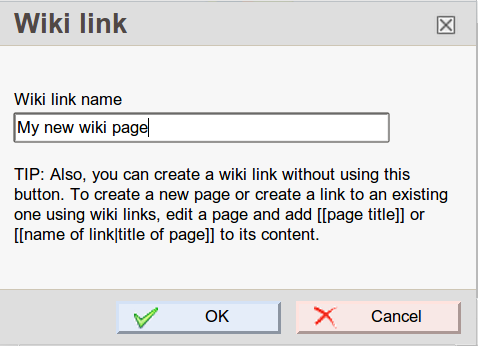 Wiki link
Wiki link name
My new wiki page
TIP: Also, you can create a wiki link without using this
button. To create a new page or create a link to an existing
one using wiki links, edit a page and add [[page title]] or
[[name of link|title of page]] to its content.
OK
Cancel